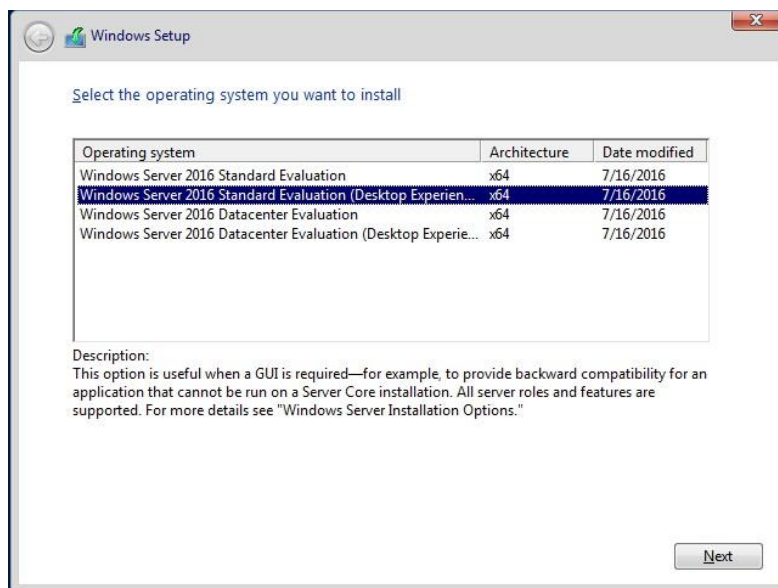 Windows Setup
Select the operating system you want to install
Operating system Architecture Date modified
Windows Server 2016 Standard Evaluation x64 7/16/2016
Windows Server 2016 Standard Evaluation (Desktop Experien... x64 7/16/2016
Windows Server 2016 Datacenter Evaluation x64 7/16/2016
Windows Server 2016 Datacenter Evaluation (Desktop Experie... x64 7/16/2016
Description:
This option is useful when a GUI is required—for example, to provide backward compatibility for an
application that cannot be run on a Server Core installation. All server roles and features are
supported. For more details see "Windows Server Installation Options."
Next